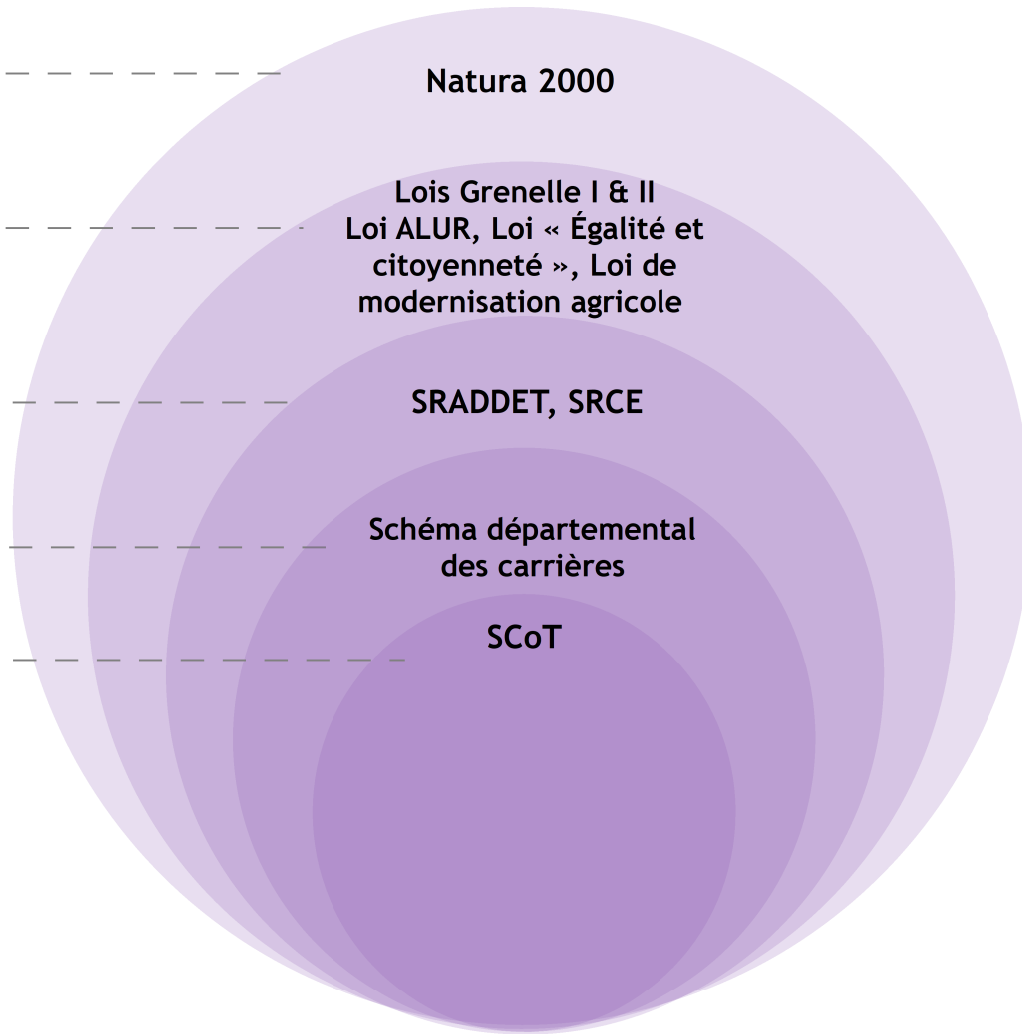 Natura 2000
Lois Grenelle I & II
Loi ALUR, Loi « Égalité et
citoyenneté », Loi de
modernisation agricole
SRADDET, SRCE
Schéma départemental
des carrières
SCoT